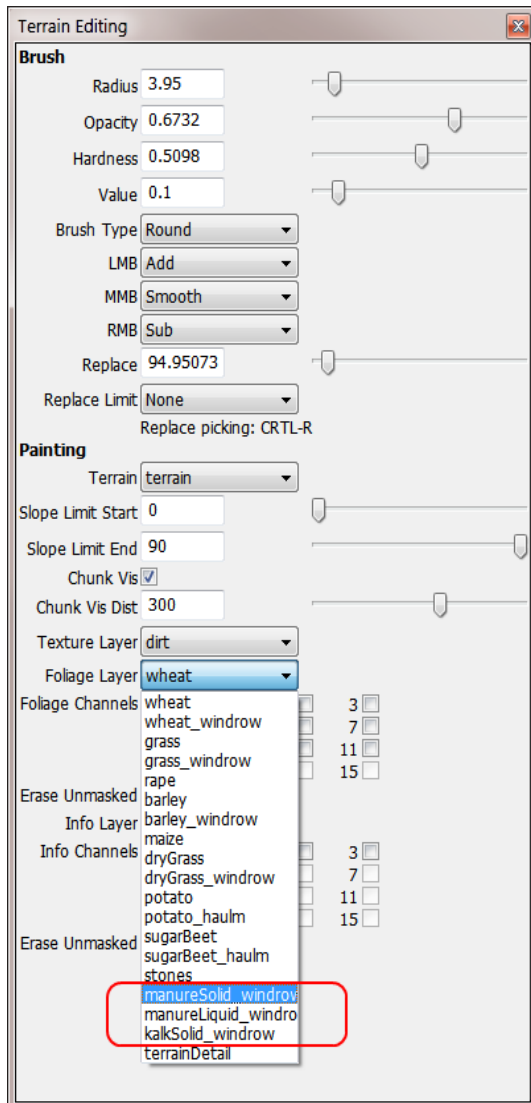 Terrain Editing
Brush
Radius 3.95
Opacity 0.6732
Hardness 0.5098
Value 0.1
Brush Type Round
LMB Add
MMB Smooth
RMB Sub
Replace 94.95073
Replace Limit None
Replace picking: CRTL-R
Painting
Terrain terrain
Slope Limit Start 0
Slope Limit End 90
Chunk Vis
Chunk Vis Dist 300
Texture Layer dirt
Foliage Layer wheat
Foliage Channels wheat 3
wheat_windrow 7
grass 11
grass_windrow 15
rape
Erase Unmasked barley
Info Layer barley_windrow
maize
Info Channels dryGrass 3
dryGrass_windrow 7
potato 11
potato_haulm 15
sugarBeet
Erase Unmasked sugarBeet_haulm
stones
manureSolid_windrow
manureLiquid_windro
kalkSolid_windrow
terrainDetail